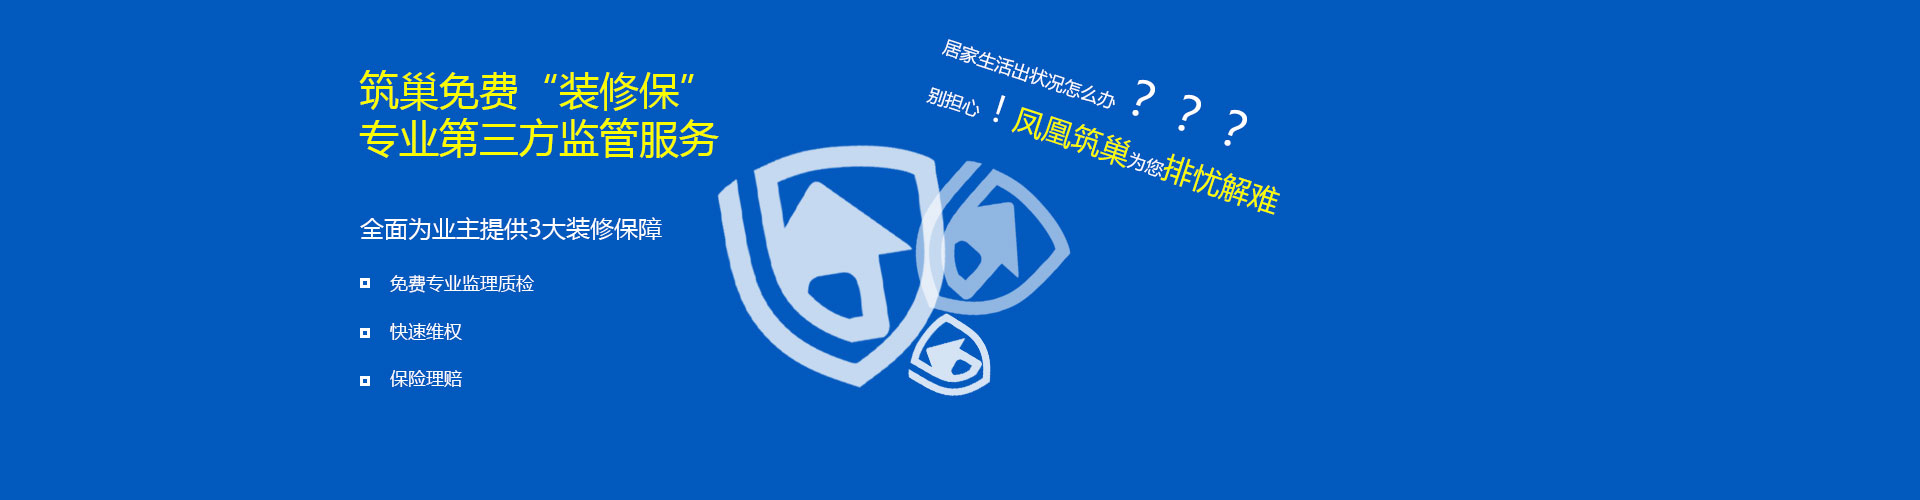 筑巢免费“装修保”
专业第三方监管服务
全面为业主提供3大装修保障
免费专业监理质检
快速维权
保险理赔
居家生活出状况怎么办？？？
别担心！凤凰筑巢为您排忧解难